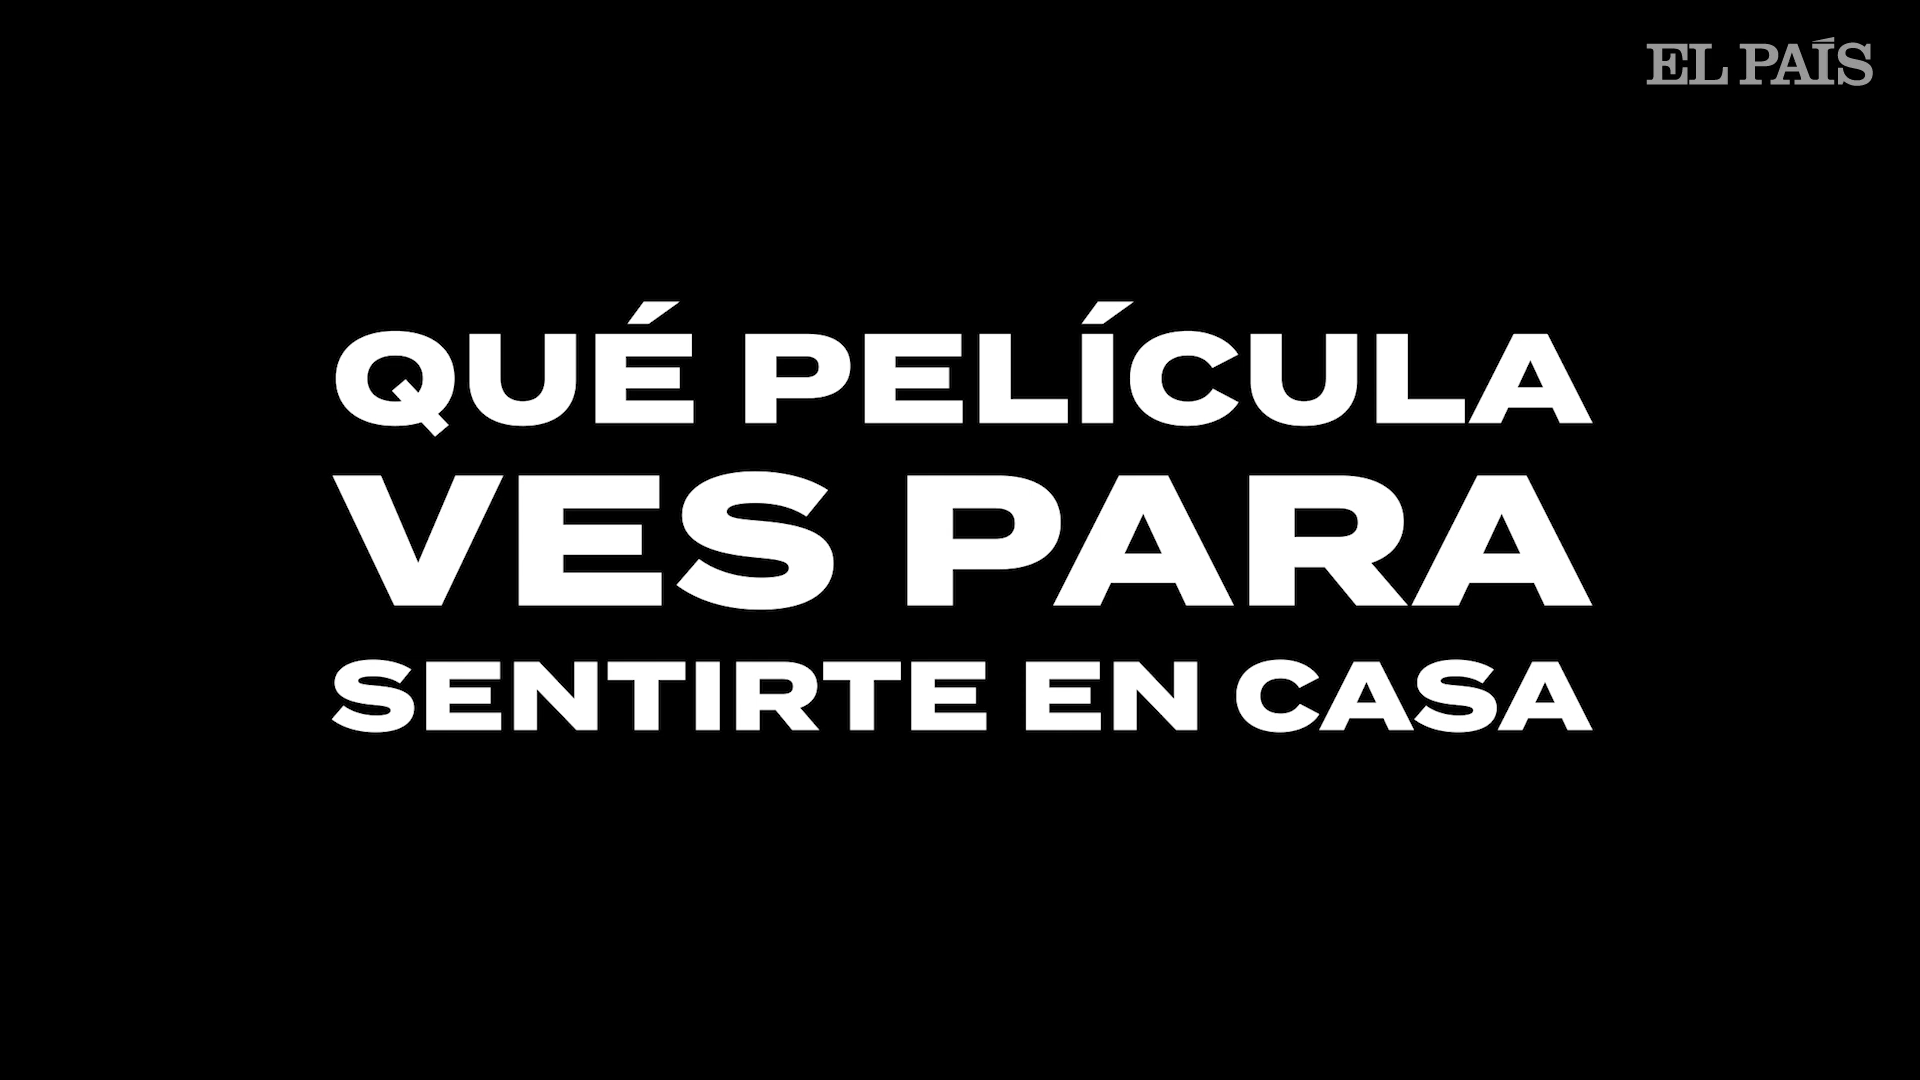 EL PAÍS
QUÉ PELÍCULA
VES PARA
SENTIRTE EN CASA